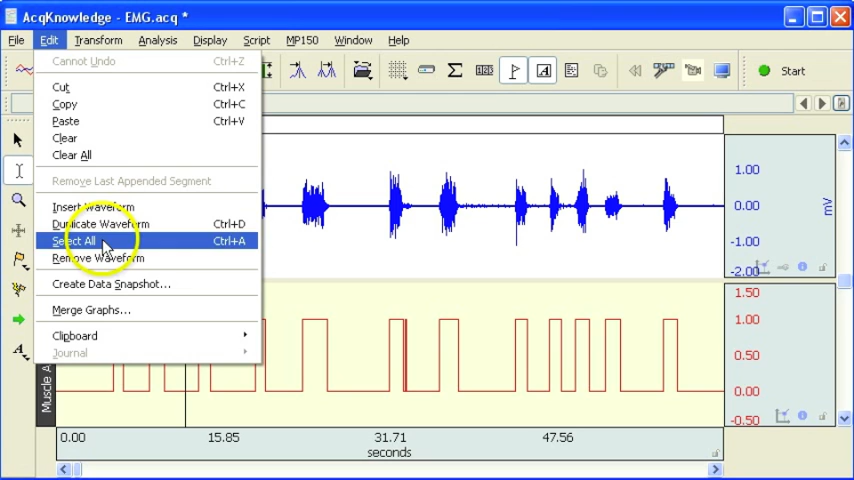 AcqKnowledge - EMG.acq *
File Edit Transform Analysis Display Script MP150 Window Help
Cannot Undo Ctrl+Z
Cut Ctrl+X
Copy Ctrl+C
Paste Ctrl+V
Clear
Clear All
Remove Last Appended Segment
Insert Waveform
Duplicate Waveform Ctrl+D
Select All Ctrl+A
Remove Waveform
Create Data Snapshot...
Merge Graphs...
Clipboard
Journal
Start
1.00
0.00
-1.00
-2.00
mV
1.50
1.00
0.50
0.00
-0.50
Muscle A
0.00 15.85 31.71 47.56
seconds